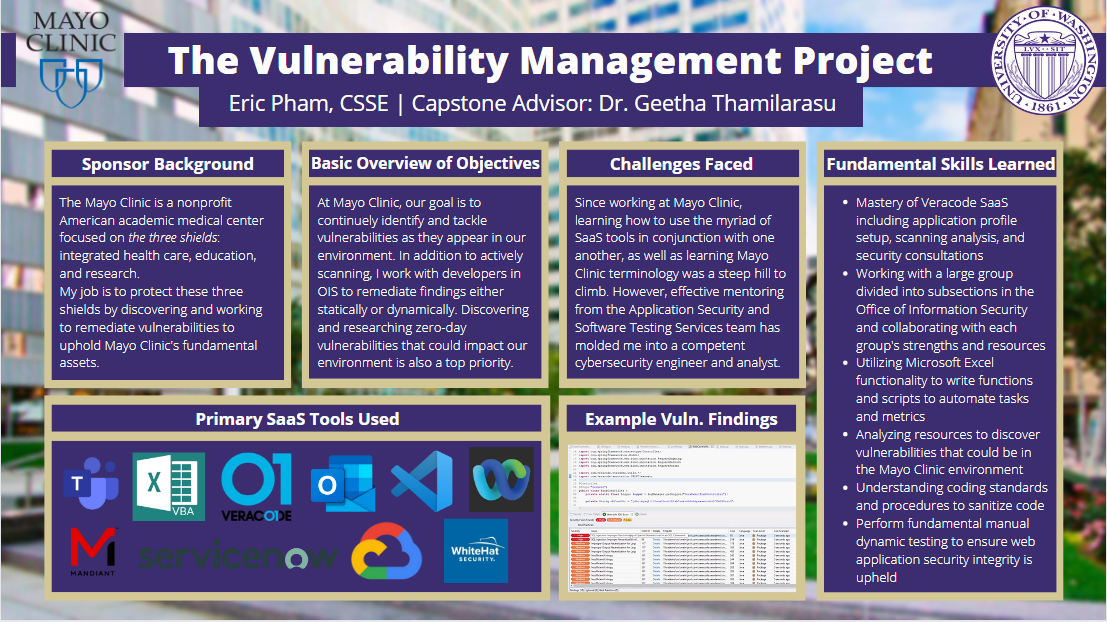 MAYO
CLINIC
The Vulnerability Management Project
Eric Pham, CSSE | Capstone Advisor: Dr. Geetha Thamilarasu
UNIVERSITY OF WASHINGTON
LVX SIT
1861
Sponsor Background
The Mayo Clinic is a nonprofit
American academic medical center
focused on the three shields:
integrated health care, education,
and research.
My job is to protect these three
shields by discovering and working
to remediate vulnerabilities to
uphold Mayo Clinic's fundamental
assets.
Basic Overview of Objectives
At Mayo Clinic, our goal is to
continuely identify and tackle
vulnerabilities as they appear in our
environment. In addition to actively
scanning, I work with developers in
OIS to remediate findings either
statically or dynamically. Discovering
and researching zero-day
vulnerabilities that could impact our
environment is also a top priority.
Challenges Faced
Since working at Mayo Clinic,
learning how to use the myriad of
SaaS tools in conjunction with one
another, as well as learning Mayo
Clinic terminology was a steep hill to
climb. However, effective mentoring
from the Application Security and
Software Testing Services team has
molded me into a competent
cybersecurity engineer and analyst.
Fundamental Skills Learned
• Mastery of Veracode SaaS
including application profile
setup, scanning analysis, and
security consultations
• Working with a large group
divided into subsections in the
Office of Information Security
and collaborating with each
group's strengths and resources
• Utilizing Microsoft Excel
functionality to write functions
and scripts to automate tasks
and metrics
• Analyzing resources to discover
vulnerabilities that could be in
the Mayo Clinic environment
• Understanding coding standards
and procedures to sanitize code
• Perform fundamental manual
dynamic testing to ensure web
application security integrity is
upheld
Primary SaaS Tools Used
T
X
VBA
VERACODE
O
MANDIANT
servicenow
WhiteHat
SECURITY.
Example Vuln. Findings